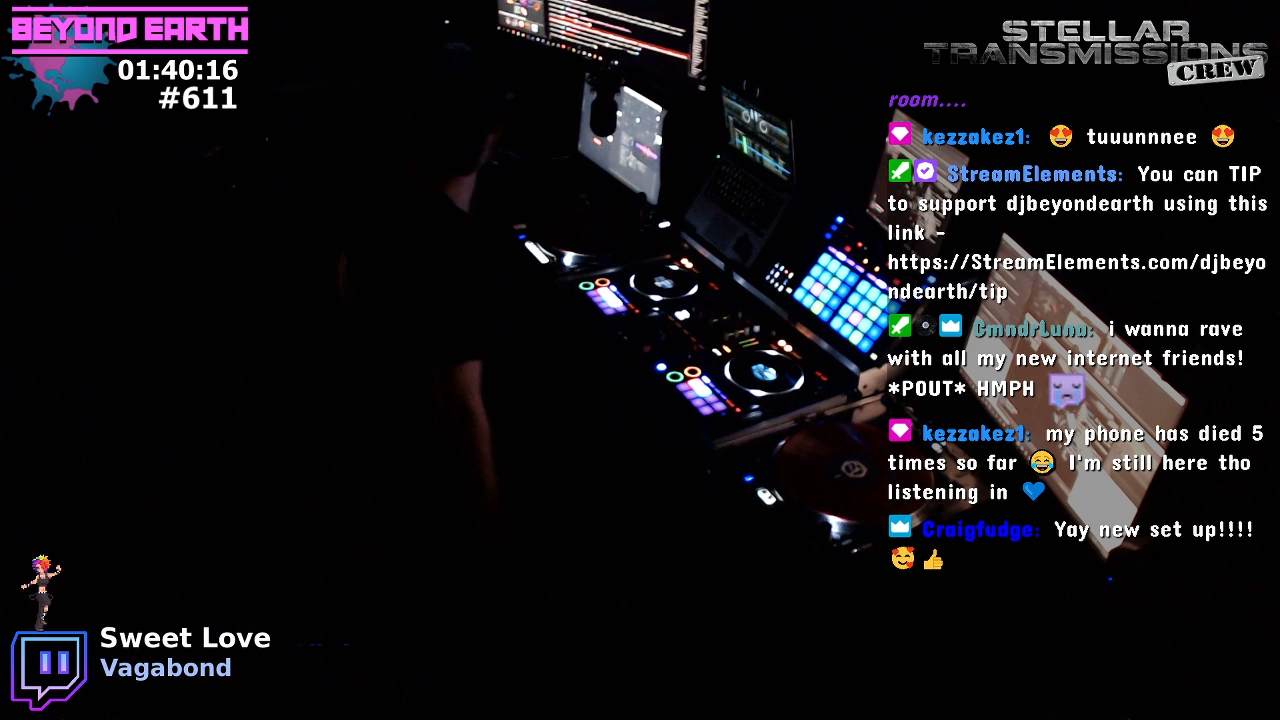 BEYOND EARTH
01:40:16
#611
STELLAR
TRANSMISSIONS
CREW
room....
kezzakez1: 😍 tuuunnnee 😍
StreamElements: You can TIP
to support djbeyondearth using this
link -
https://StreamElements.com/djbeyo
ndearth/tip
CmndrLuna: i wanna rave
with all my new internet friends!
*POUT* HMPH
kezzakez1: my phone has died 5
times so far 😂 I'm still here tho
listening in 💙
Craigfudge: Yay new set up!!!!
🥰 👍
Sweet Love
Vagabond